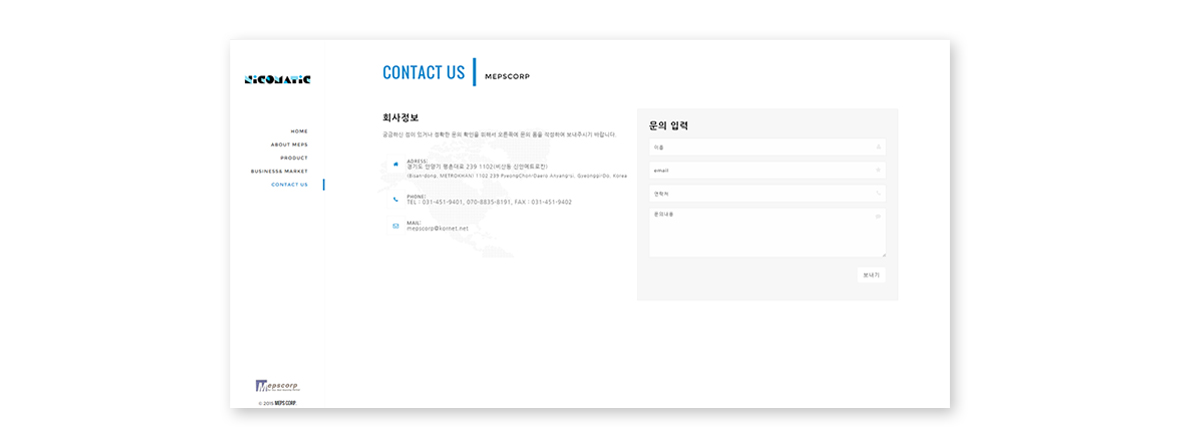 NICOMATIC
HOME
ABOUT MEPS
PRODUCT
BUSINESS& MARKET
CONTACT US
CONTACT US
MEPSCORP
회사정보
궁금하신 점이 있거나 정확한 문의 확인을 위해서 오른쪽에 문의 폼을 작성하여 보내주시기 바랍니다.
ADRESS:
경기도 안양기 평촌대로 239 1102(비산동 신안메트로칸)
(Bisan-dong, METROKHAN) 1102 239 PyeongChon-Daero Anyang-si, Gyeonggi-Do, Korea
PHONE:
TEL : 031-451-9401, 070-8835-8191, FAX : 031-451-9402
MAIL:
mepscorp@kornet.net
문의 입력
이름
email
연락처
문의내용
보내기
Mepscorp
© 2015 MEPS CORP.